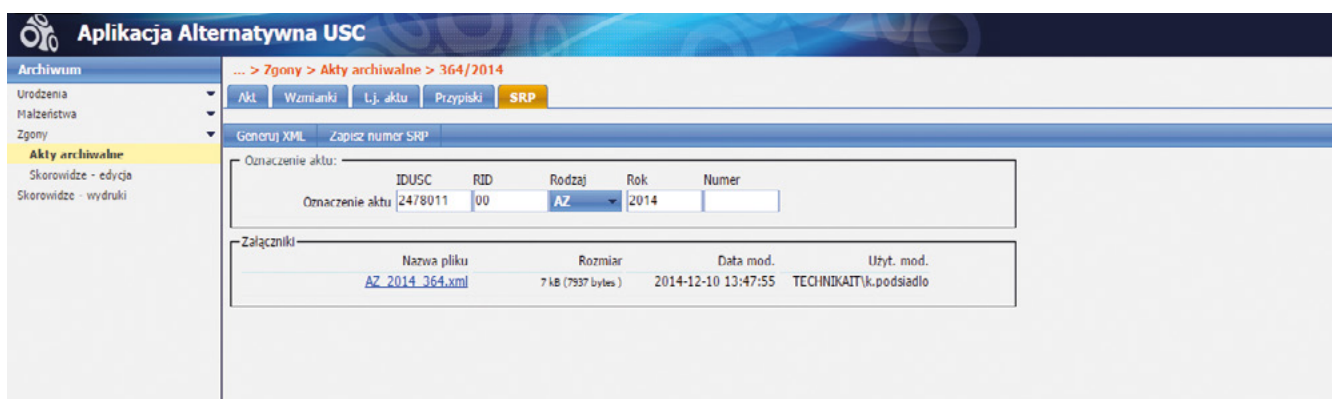 Aplikacja Alternatywna USC
Archiwum
Urodzenia
Małzeństwa
Zgony
Akty archiwalne
Skorowidze - edycja
Skorowidze - wydruki
... > Zgony > Akty archiwalne > 364/2014
Akt Wzmianki t.j. aktu Przypiski SRP
Generuj XML Zapisz numer SRP
Oznaczenie aktu:
IDUSC RID Rodzaj Rok Numer
Oznaczenie aktu 2478011 00 AZ 2014
Załączniki
Nazwa pliku Rozmiar Data mod. Użyt. mod.
AZ_2014_364.xml 7 kB (7937 bytes ) 2014-12-10 13:47:55 TECHNIKAIT\k.podsiadlo